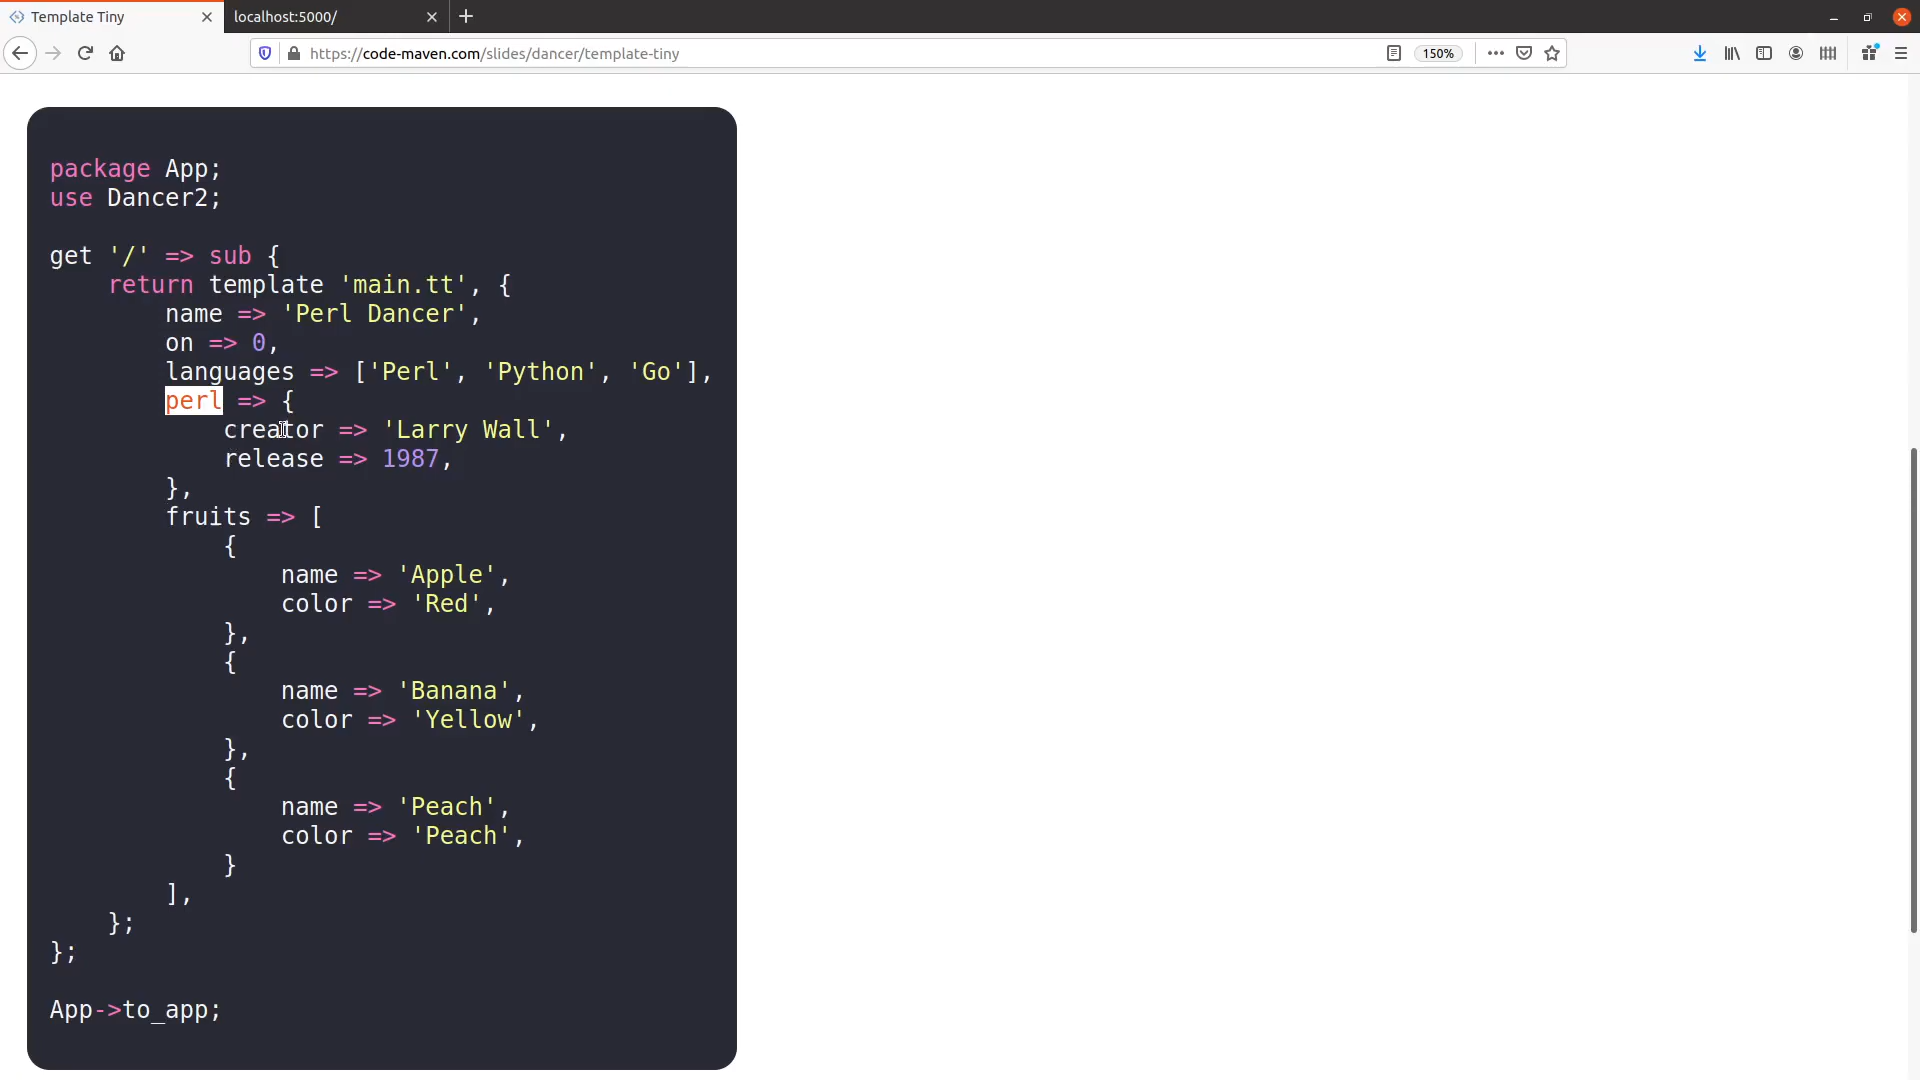 Template Tiny
localhost:5000/
https://code-maven.com/slides/dancer/template-tiny
150%
package App;
use Dancer2;
get '/' => sub {
return template 'main.tt', {
name => 'Perl Dancer',
on => 0,
languages => ['Perl', 'Python', 'Go'],
perl => {
creator => 'Larry Wall',
release => 1987,
},
fruits => [
{
name => 'Apple',
color => 'Red',
},
{
name => 'Banana',
color => 'Yellow',
},
{
name => 'Peach',
color => 'Peach',
}
],
};
};
App->to_app;